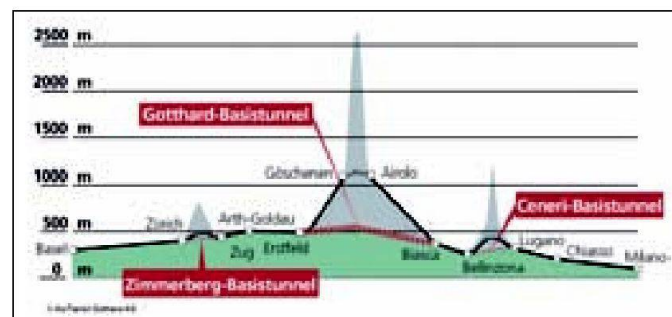 2500 m
2000 m
1500 m
Gotthard-Basistunnel
1000 m
Göschenen
Airolo
500 m
Zürich
Arth-Goldau
Ceneri-Basistunnel
Lugano
Basel
Zug
Erstfeld
Biasca
Chiasso
Milano
Bellinzona
0 m
Zimmerberg-Basistunnel